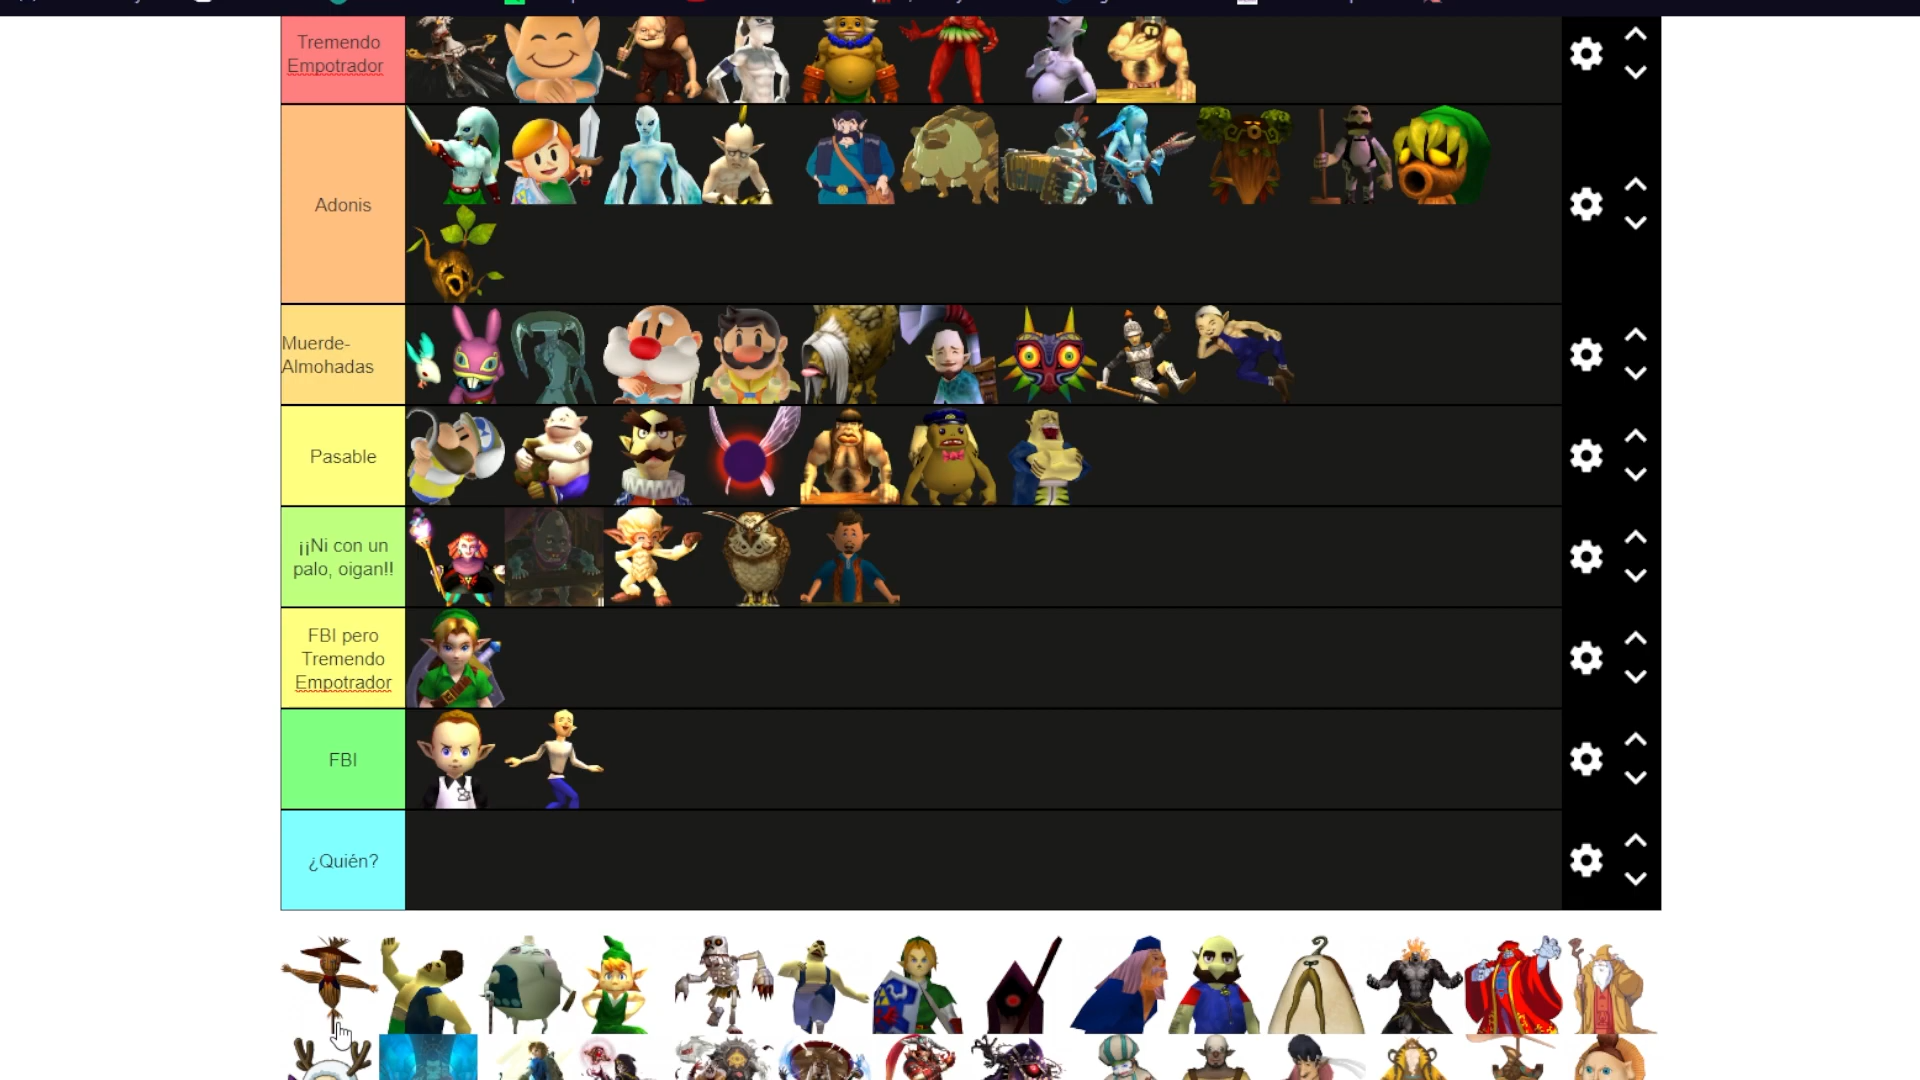 Tremendo
Empotrador
Adonis
Muerde-
Almohadas
Pasable
¡¡Ni con un
palo, oigan!!
FBI pero
Tremendo
Empotrador
FBI
¿Quién?